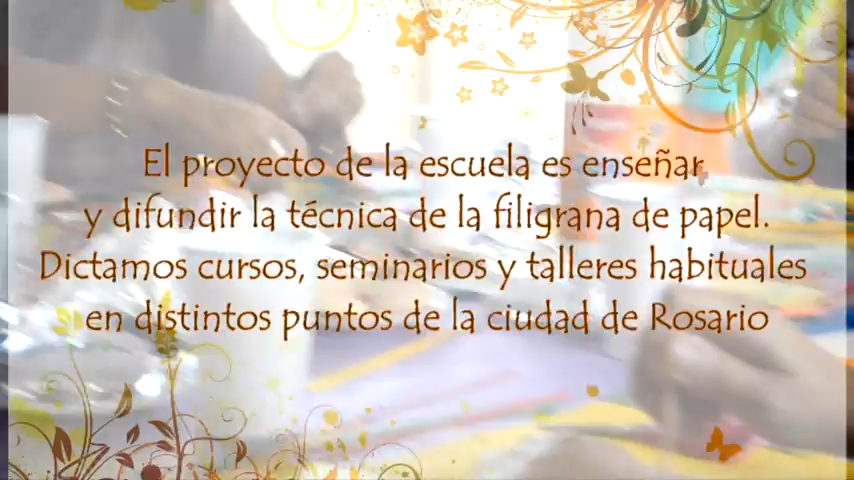 El proyecto de la escuela es enseñar
y difundir la técnica de la filigrana de papel.
Dictamos cursos, seminarios y talleres habituales
en distintos puntos de la ciudad de Rosario